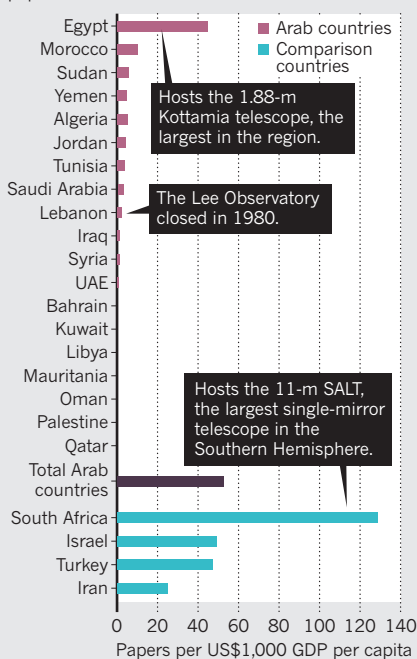 Egypt
Morocco
Sudan
Yemen
Algeria
Jordan
Tunisia
Saudi Arabia
Lebanon
Iraq
Syria
UAE
Bahrain
Kuwait
Libya
Mauritania
Oman
Palestine
Qatar
Total Arab
countries
South Africa
Israel
Turkey
Iran
Arab countries
Comparison
countries
Hosts the 1.88-m
Kottamia telescope, the
largest in the region.
The Lee Observatory
closed in 1980.
Hosts the 11-m SALT,
the largest single-mirror
telescope in the
Southern Hemisphere.
0 20 40 60 80 100 120 140
Papers per US$1,000 GDP per capita